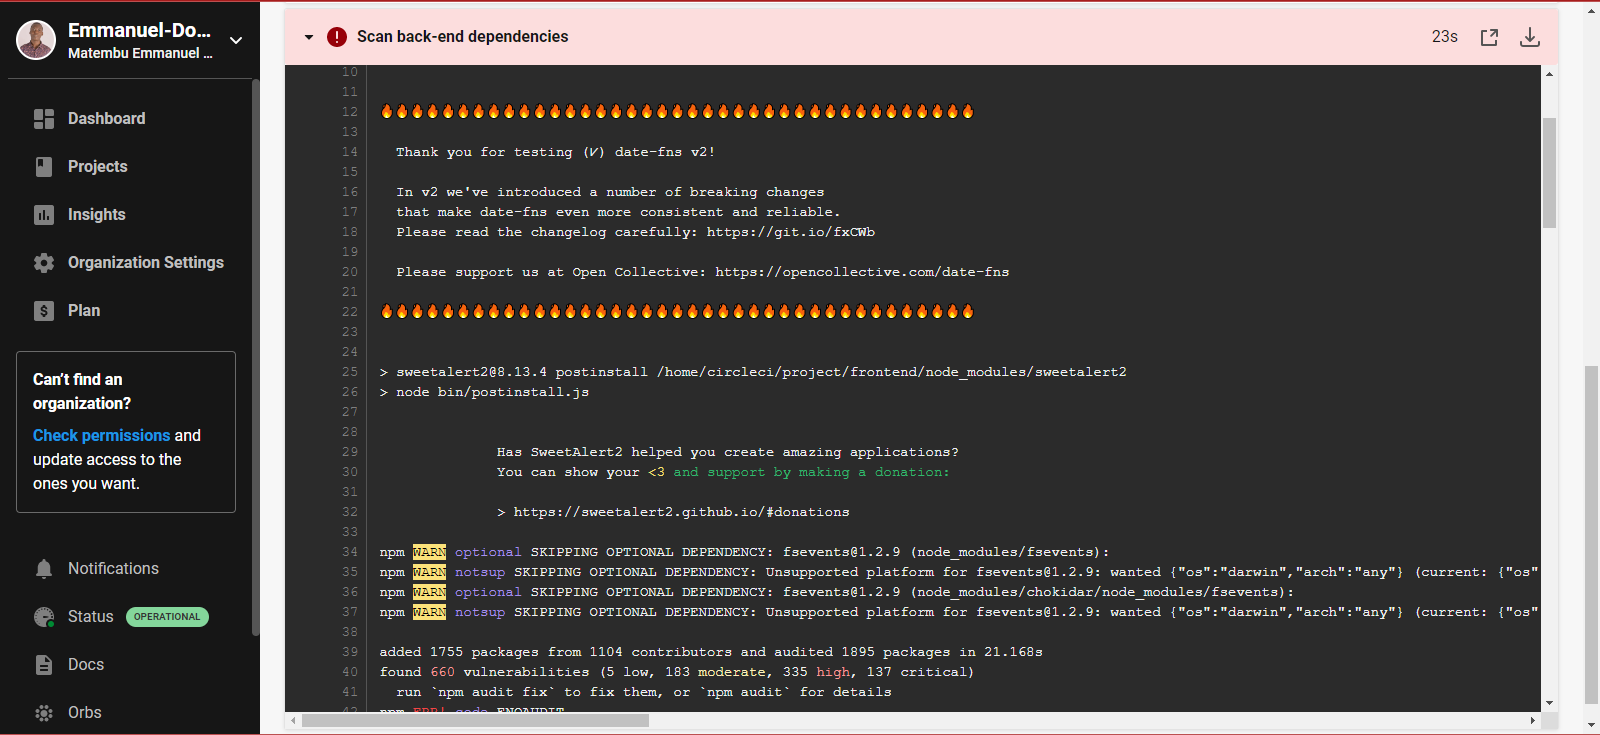 Emmanuel-Do...
Matembu Emmanuel ...
Dashboard
Projects
Insights
Organization Settings
Plan
Can't find an
organization?
Check permissions and
update access to the
ones you want.
Notifications
Status OPERATIONAL
Docs
Orbs
Scan back-end dependencies 23s
10
11
12 🔥🔥🔥🔥🔥🔥🔥🔥🔥🔥🔥🔥🔥🔥🔥🔥🔥🔥🔥🔥🔥🔥🔥🔥🔥🔥🔥🔥🔥🔥🔥🔥🔥🔥🔥🔥🔥🔥🔥
13
14 Thank you for testing (V) date-fns v2!
15
16 In v2 we've introduced a number of breaking changes
17 that make date-fns even more consistent and reliable.
18 Please read the changelog carefully: https://git.io/fxCWb
19
20 Please support us at Open Collective: https://opencollective.com/date-fns
21
22 🔥🔥🔥🔥🔥🔥🔥🔥🔥🔥🔥🔥🔥🔥🔥🔥🔥🔥🔥🔥🔥🔥🔥🔥🔥🔥🔥🔥🔥🔥🔥🔥🔥🔥🔥🔥🔥🔥🔥
23
24
25 > sweetalert2@8.13.4 postinstall /home/circleci/project/frontend/node_modules/sweetalert2
26 > node bin/postinstall.js
27
28
29 Has SweetAlert2 helped you create amazing applications?
30 You can show your <3 and support by making a donation:
31
32 > https://sweetalert2.github.io/#donations
33
34 npm WARN optional SKIPPING OPTIONAL DEPENDENCY: fsevents@1.2.9 (node_modules/fsevents):
35 npm WARN notsup SKIPPING OPTIONAL DEPENDENCY: Unsupported platform for fsevents@1.2.9: wanted {"os":"darwin","arch":"any"} (current: {"os"
36 npm WARN optional SKIPPING OPTIONAL DEPENDENCY: fsevents@1.2.9 (node_modules/chokidar/node_modules/fsevents):
37 npm WARN notsup SKIPPING OPTIONAL DEPENDENCY: Unsupported platform for fsevents@1.2.9: wanted {"os":"darwin","arch":"any"} (current: {"os"
38
39 added 1755 packages from 1104 contributors and audited 1895 packages in 21.168s
40 found 660 vulnerabilities (5 low, 183 moderate, 335 high, 137 critical)
41 run `npm audit fix` to fix them, or `npm audit` for details
42 npm ERR! code ENOAUDIT